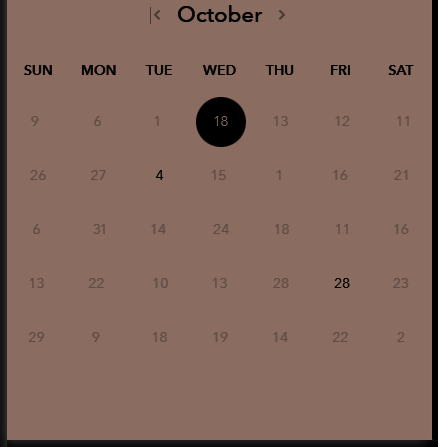 < October >
SUN MON TUE WED THU FRI SAT
9 6 1 18 13 12 11
26 27 4 15 1 16 21
6 31 14 24 18 11 16
13 22 10 13 28 28 23
29 9 18 19 14 22 2